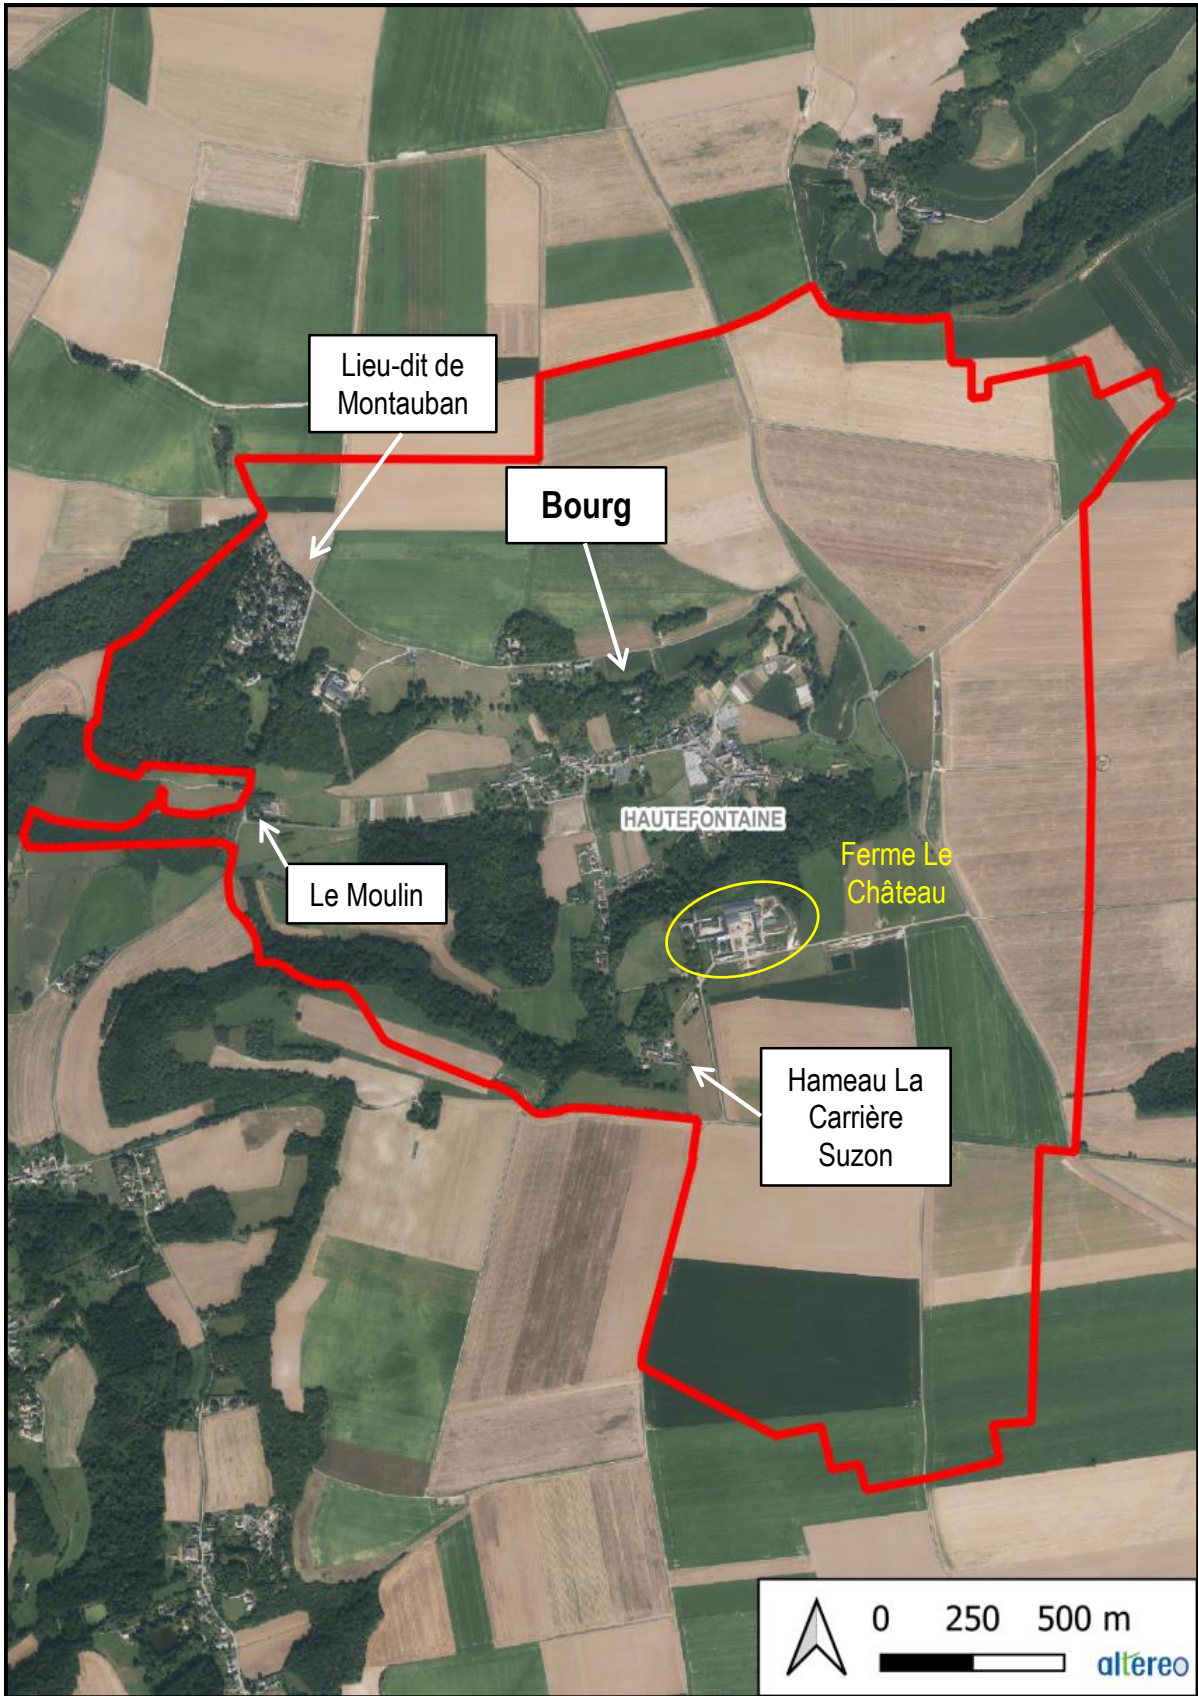 Lieu-dit de
Montauban
Bourg
HAUTEFONTAINE
Ferme Le
Château
Le Moulin
Hameau La
Carrière
Suzon
0 250 500 m
altereo